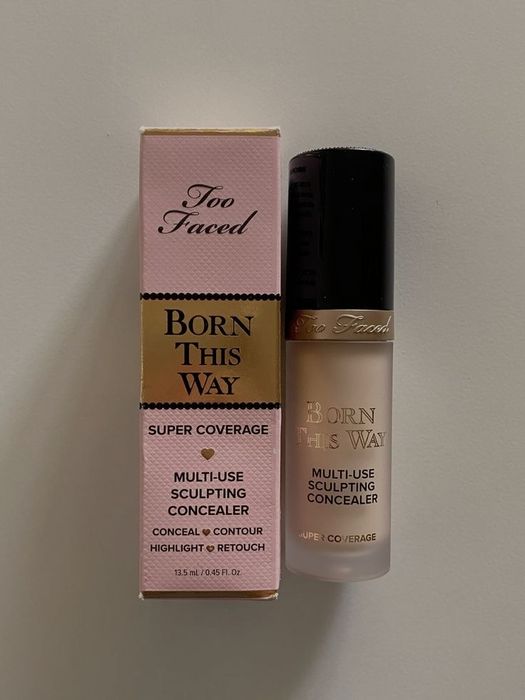 Too
Faced
BORN
THIS
WAY
SUPER COVERAGE
MULTI-USE
SCULPTING
CONCEALER
CONCEAL CONTOUR
HIGHLIGHT RETOUCH
13.5 mL / 0.45 Fl. Oz.
Too Faced
BORN
THIS WAY
MULTI-USE
SCULPTING
CONCEALER
SUPER COVERAGE